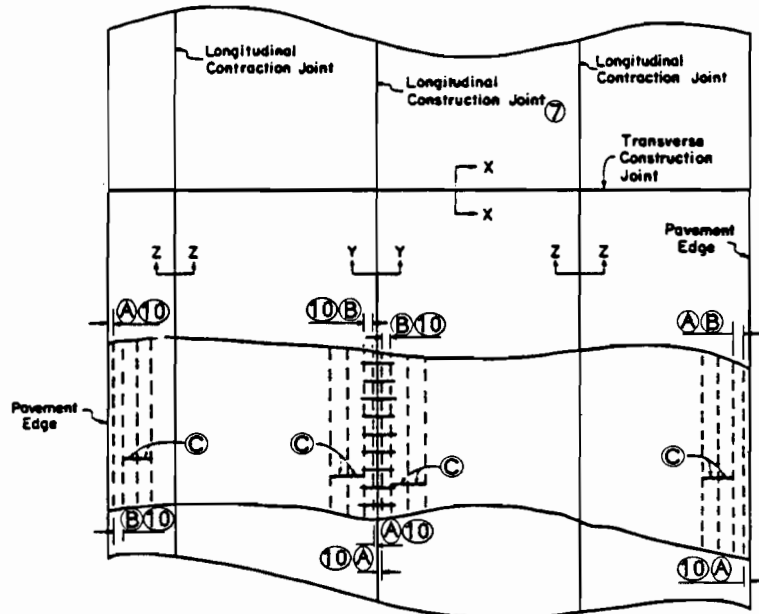 Longitudinal
Contraction Joint
Longitudinal
Construction Joint 7
Longitudinal
Contraction Joint
Transverse
Construction
Joint
X
X
Pavement
Edge
Z Z
Y Y
Z Z
A 10
10 B
B 10
A B
Pavement
Edge
C
C
C
C
B 10
A 10
10 A
10 A